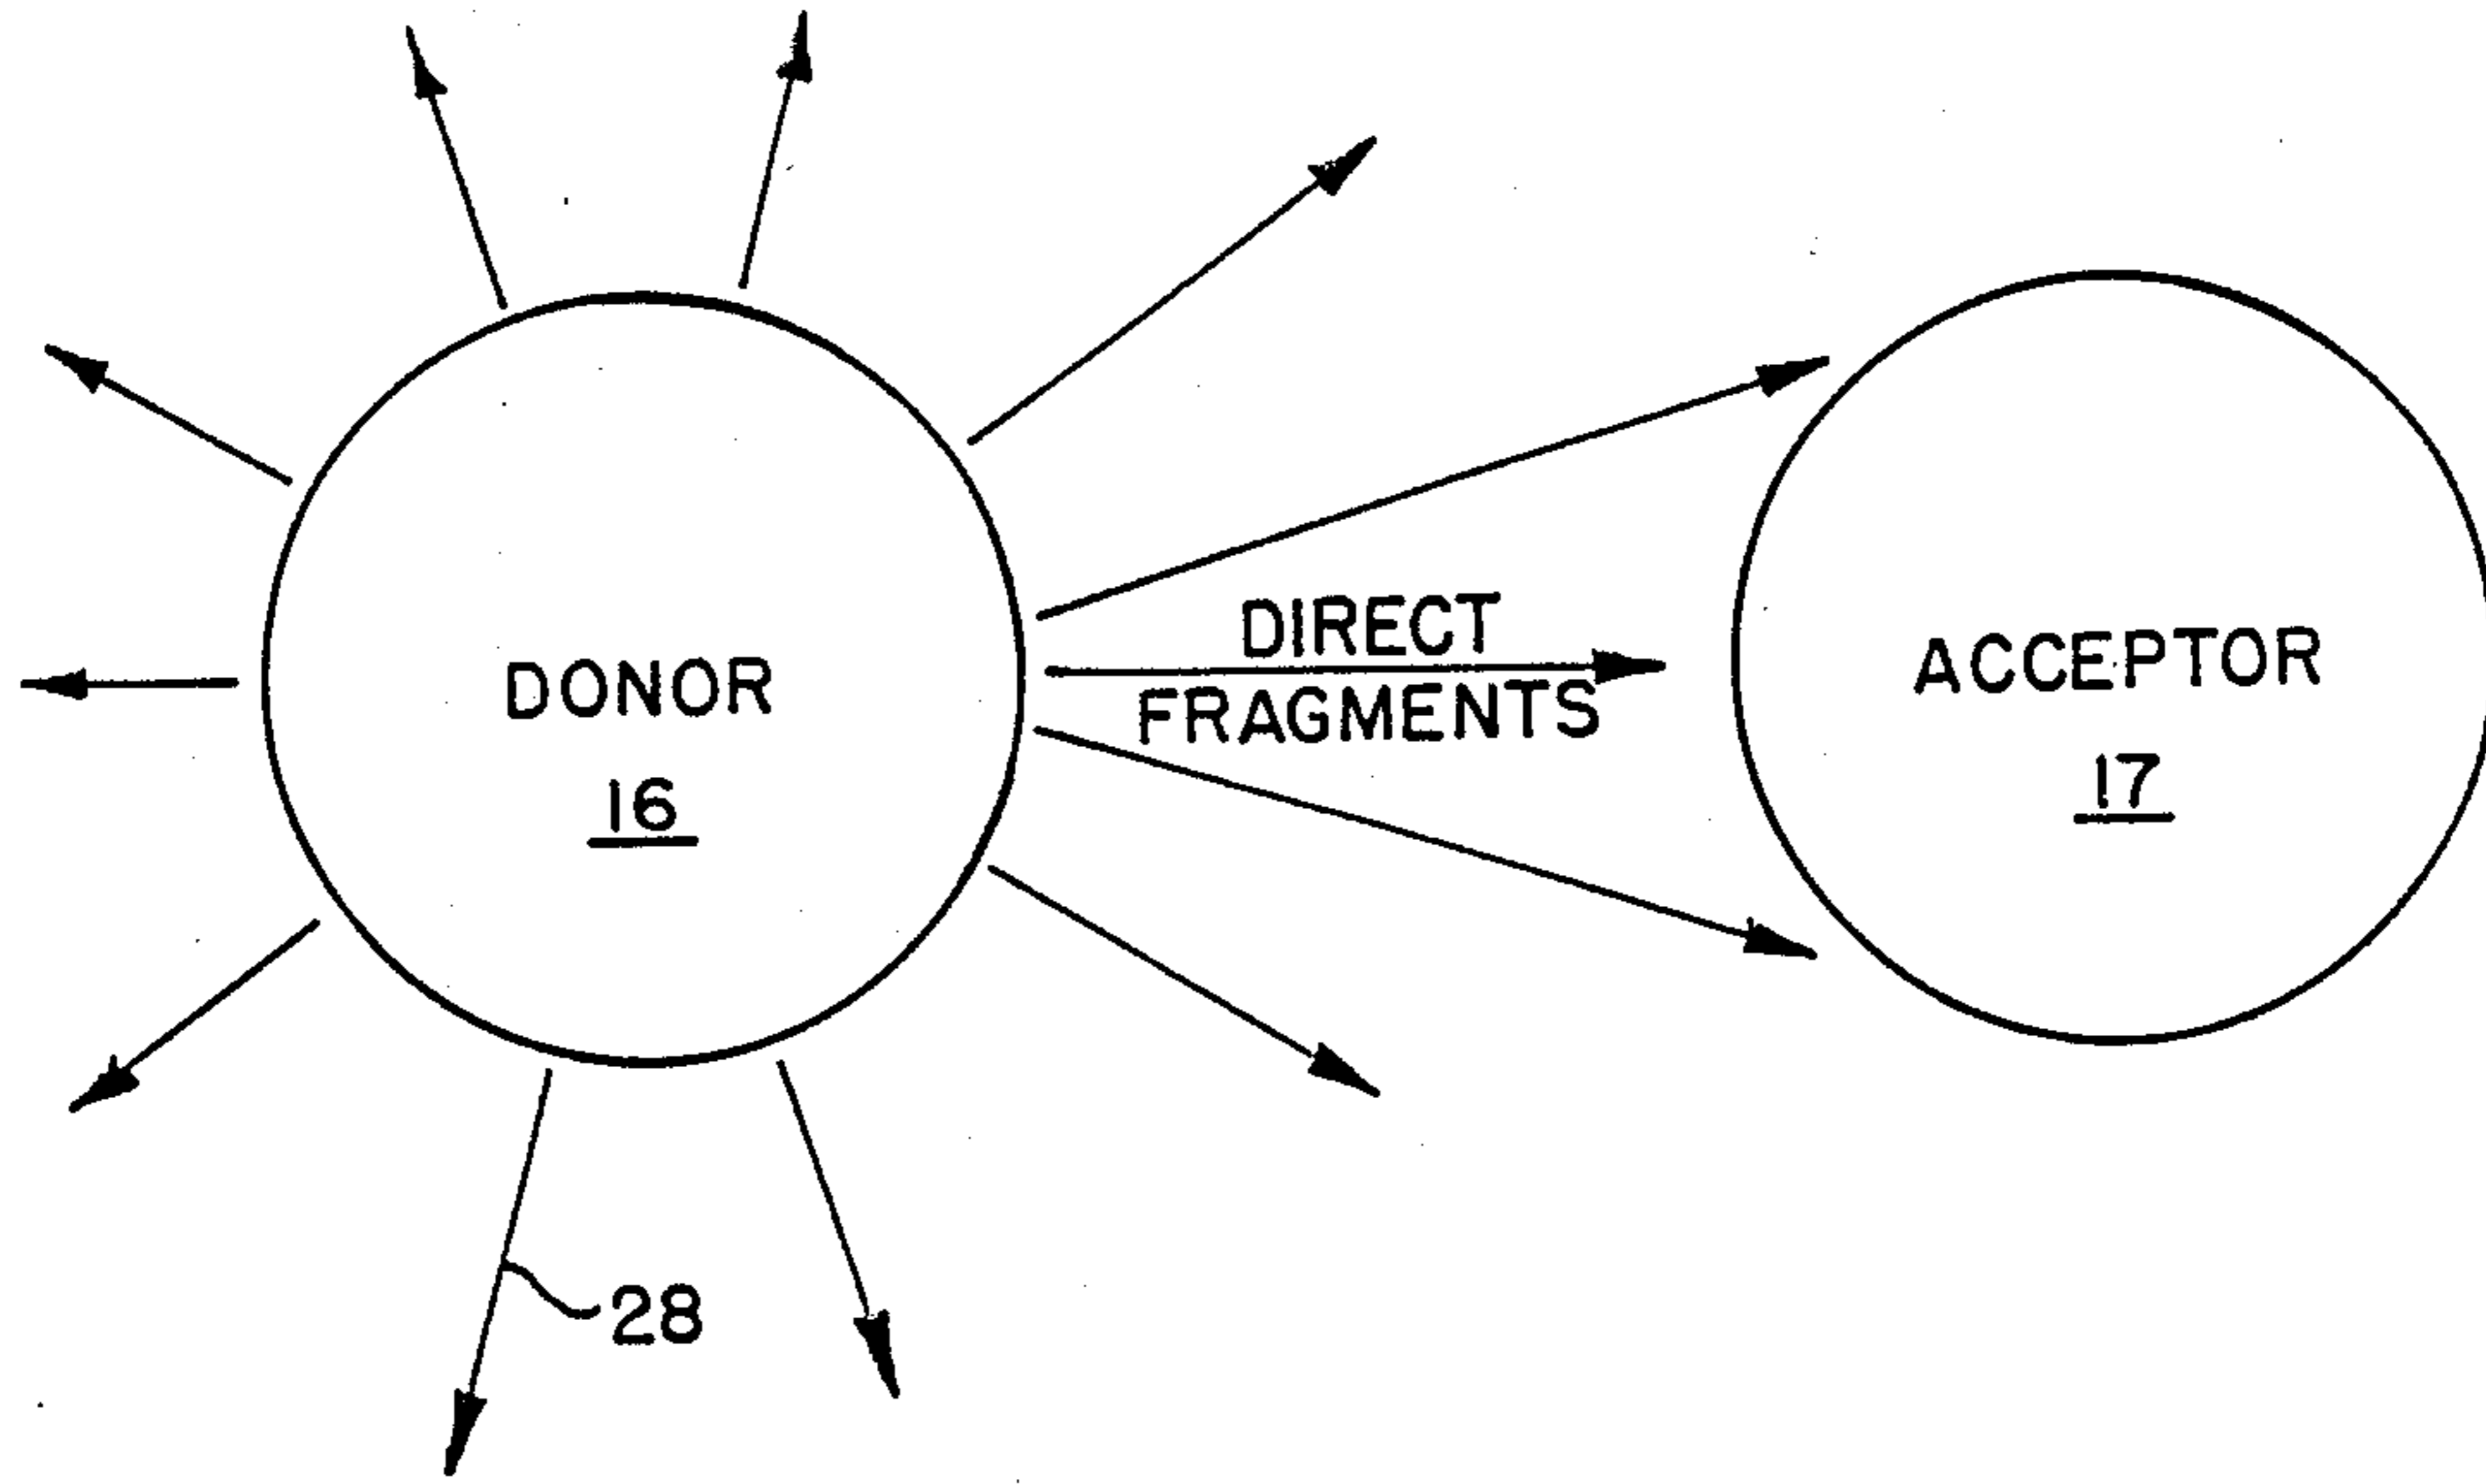 DIRECT
FRAGMENTS
DONOR
16
ACCEPTOR
17
28